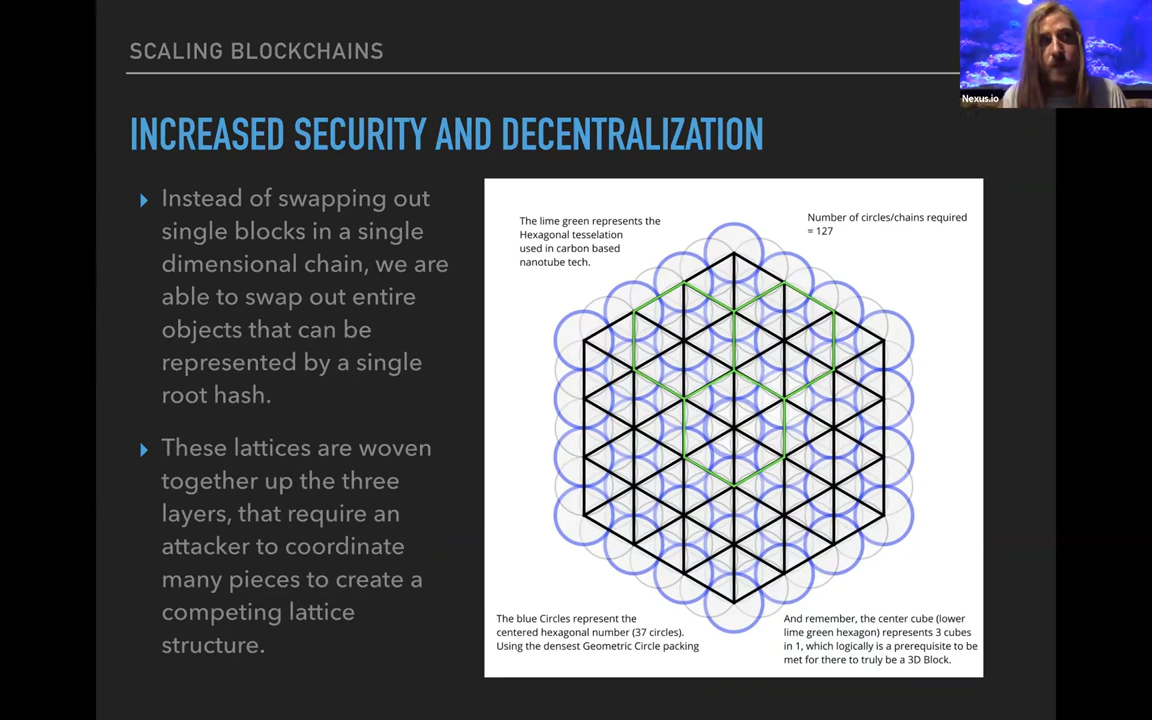 SCALING BLOCKCHAINS
Nexus.io
INCREASED SECURITY AND DECENTRALIZATION
Instead of swapping out
single blocks in a single
dimensional chain, we are
able to swap out entire
objects that can be
represented by a single
root hash.
These lattices are woven
together up the three
layers, that require an
attacker to coordinate
many pieces to create a
competing lattice
structure.
The lime green represents the
Hexagonal tesselation
used in carbon based
nanotube tech.
Number of circles/chains required
= 127
The blue Circles represent the
centered hexagonal number (37 circles).
Using the densest Geometric Circle packing
And remember, the center cube (lower
lime green hexagon) represents 3 cubes
in 1, which logically is a prerequisite to be
met for there to truly be a 3D Block.